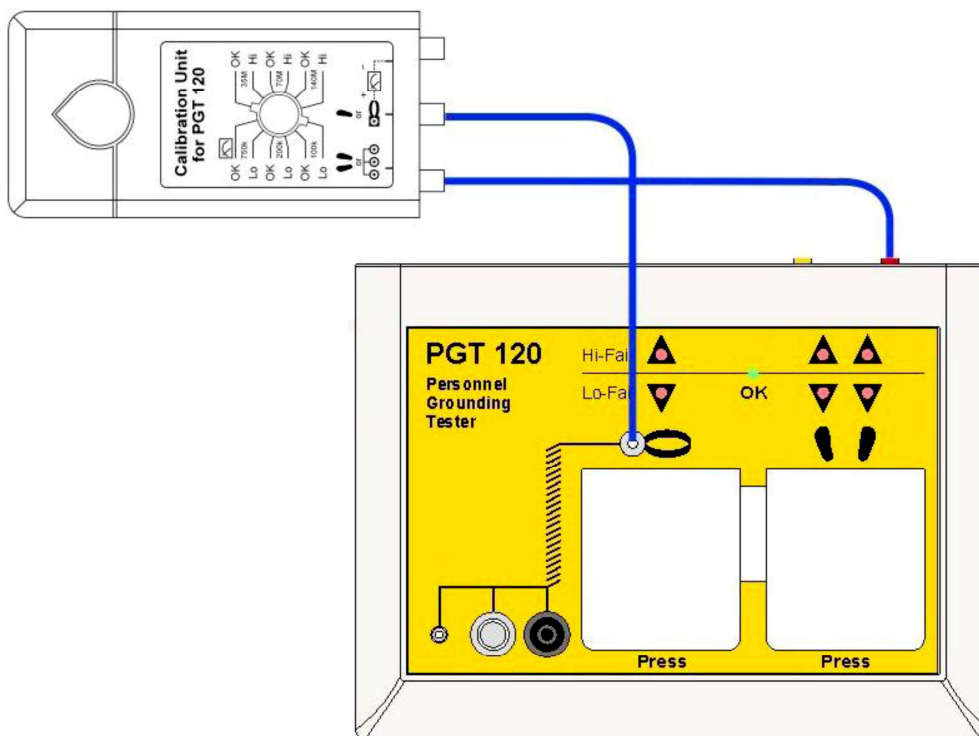 Calibration Unit
for PGT 120
OK OK OK
Hi Hi Hi
35M 70M 140M
750k 200k 100k
Lo Lo Lo
OK OK OK
- +
or
or
PGT 120
Personnel
Grounding
Tester
Hi-Fai
Lo-Fai
OK
Press Press